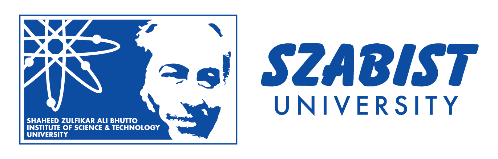 SHAHEED ZULFIKAR ALI BHUTTO
INSTITUTE OF SCIENCE & TECHNOLOGY
UNIVERSITY
SZABIST
UNIVERSITY